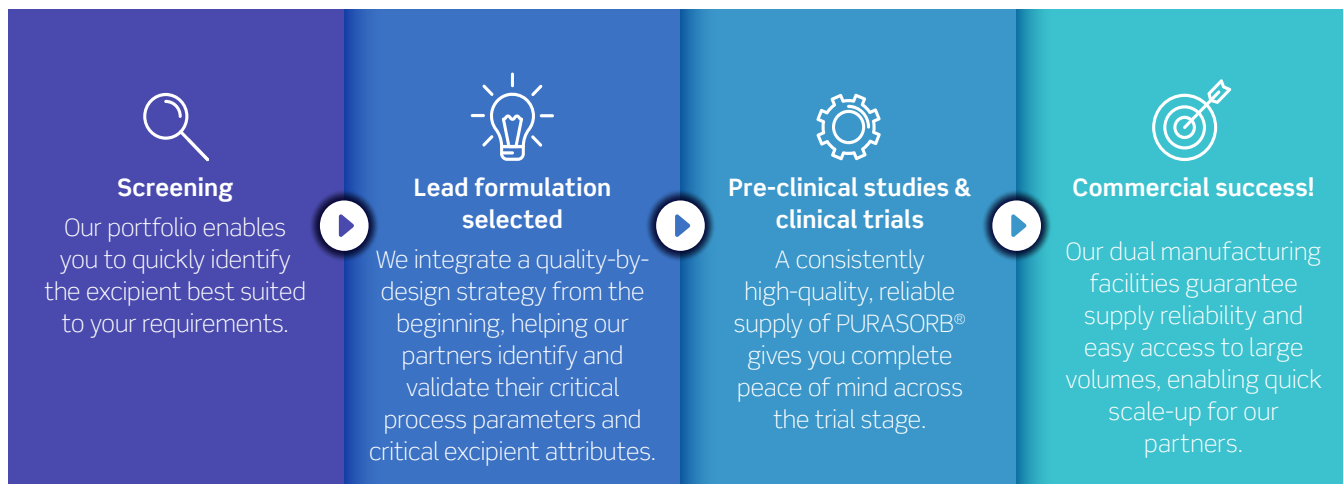 Screening
Our portfolio enables
you to quickly identify
the excipient best suited
to your requirements.
Lead formulation
selected
We integrate a quality-by-
design strategy from the
beginning, helping our
partners identify and
validate their critical
process parameters and
critical excipient attributes.
Pre-clinical studies &
clinical trials
A consistently
high-quality, reliable
supply of PURASORB®
gives you complete
peace of mind across
the trial stage.
Commercial success!
Our dual manufacturing
facilities guarantee
supply reliability and
easy access to large
volumes, enabling quick
scale-up for our
partners.